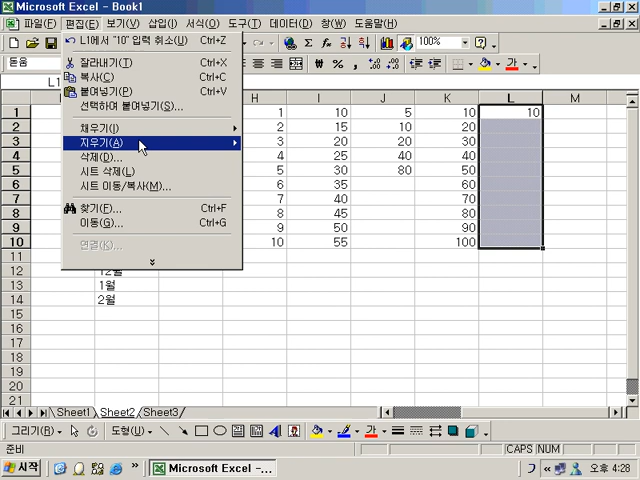 Microsoft Excel - Book1
파일(F) 편집(E) 보기(V) 삽입(I) 서식(O) 도구(T) 데이터(D) 창(W) 도움말(H)
L1에서 "10" 입력 취소(U) Ctrl+Z
100%
돋움
잘라내기(T) Ctrl+X
복사(C) Ctrl+C
붙여넣기(P) Ctrl+V
선택하여 붙여넣기(S)...
채우기(I)
지우기(A)
삭제(D)...
시트 삭제(L)
시트 이동/복사(M)...
찾기(F)... Ctrl+F
이동(G)... Ctrl+G
연결(K)...
H I J K L M
1 1 10 5 10 10
2 2 15 10 20
3 3 20 20 30
4 4 25 40 40
5 5 30 80 50
6 6 35 60
7 7 40 70
8 8 45 80
9 9 50 90
10 10 55 100
11
12 12월
13 1월
14 2월
15
16
17
18
19
20
21
Sheet1 Sheet2 Sheet3
그리기(R) 도형(U)
준비 CAPS NUM
시작 Microsoft Excel -... 오후 4:28